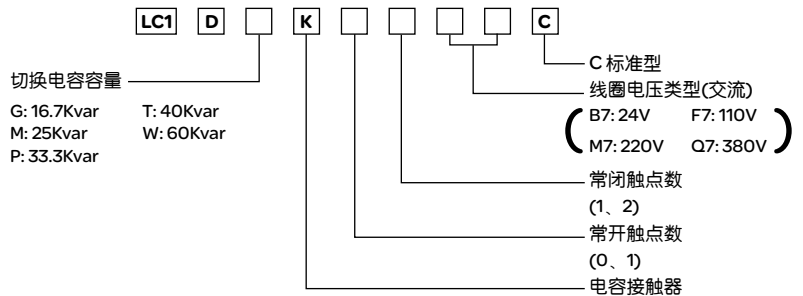 LC1 D K C
C 标准型
切换电容容量
线圈电压类型(交流)
G: 16.7Kvar T: 40Kvar
B7: 24V F7: 110V
M: 25Kvar W: 60Kvar
M7: 220V Q7: 380V
P: 33.3Kvar
常闭触点数
(1、2)
常开触点数
(0、1)
电容接触器